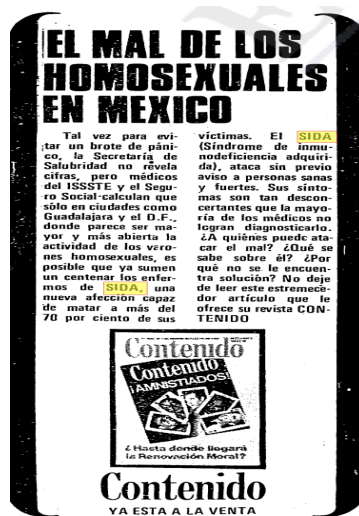 EL MAL DE LOS
HOMOSEXUALES
EN MEXICO
Tal vez para evi-
tar un brote de páni-
co, la Secretaría de
Salubridad no revela
cifras, pero médicos
del ISSSTE y el Segu-
ro Social calculan que
sólo en ciudades como
Guadalajara y el D.F.,
donde parece ser ma-
yor y más abierta la
actividad de los varo-
nes homosexuales, es
posible que ya sumen
un centenar los enfer-
mos de SIDA, una
nueva afección capaz
de matar a más del
70 por ciento de sus
víctimas. El SIDA
(Síndrome de inmu-
nodeficiencia adquiri-
da), ataca sin previo
aviso a personas sanas
y fuertes. Sus sínto-
mas son tan descon-
certantes que la mayo-
ría de los médicos no
logran diagnosticarlo.
¿A quiénes puede ata-
car el mal? ¿Qué se
sabe sobre él? ¿Por
qué no se le encuen-
tra solución? No deje
de leer este estremece-
dor artículo que le
ofrece su revista CON-
TENIDO
Contenido
Contenido
¡AMNISTIADOS!
¿Hasta dónde llegará
la Renovación Moral?
Contenido
YA ESTA A LA VENTA